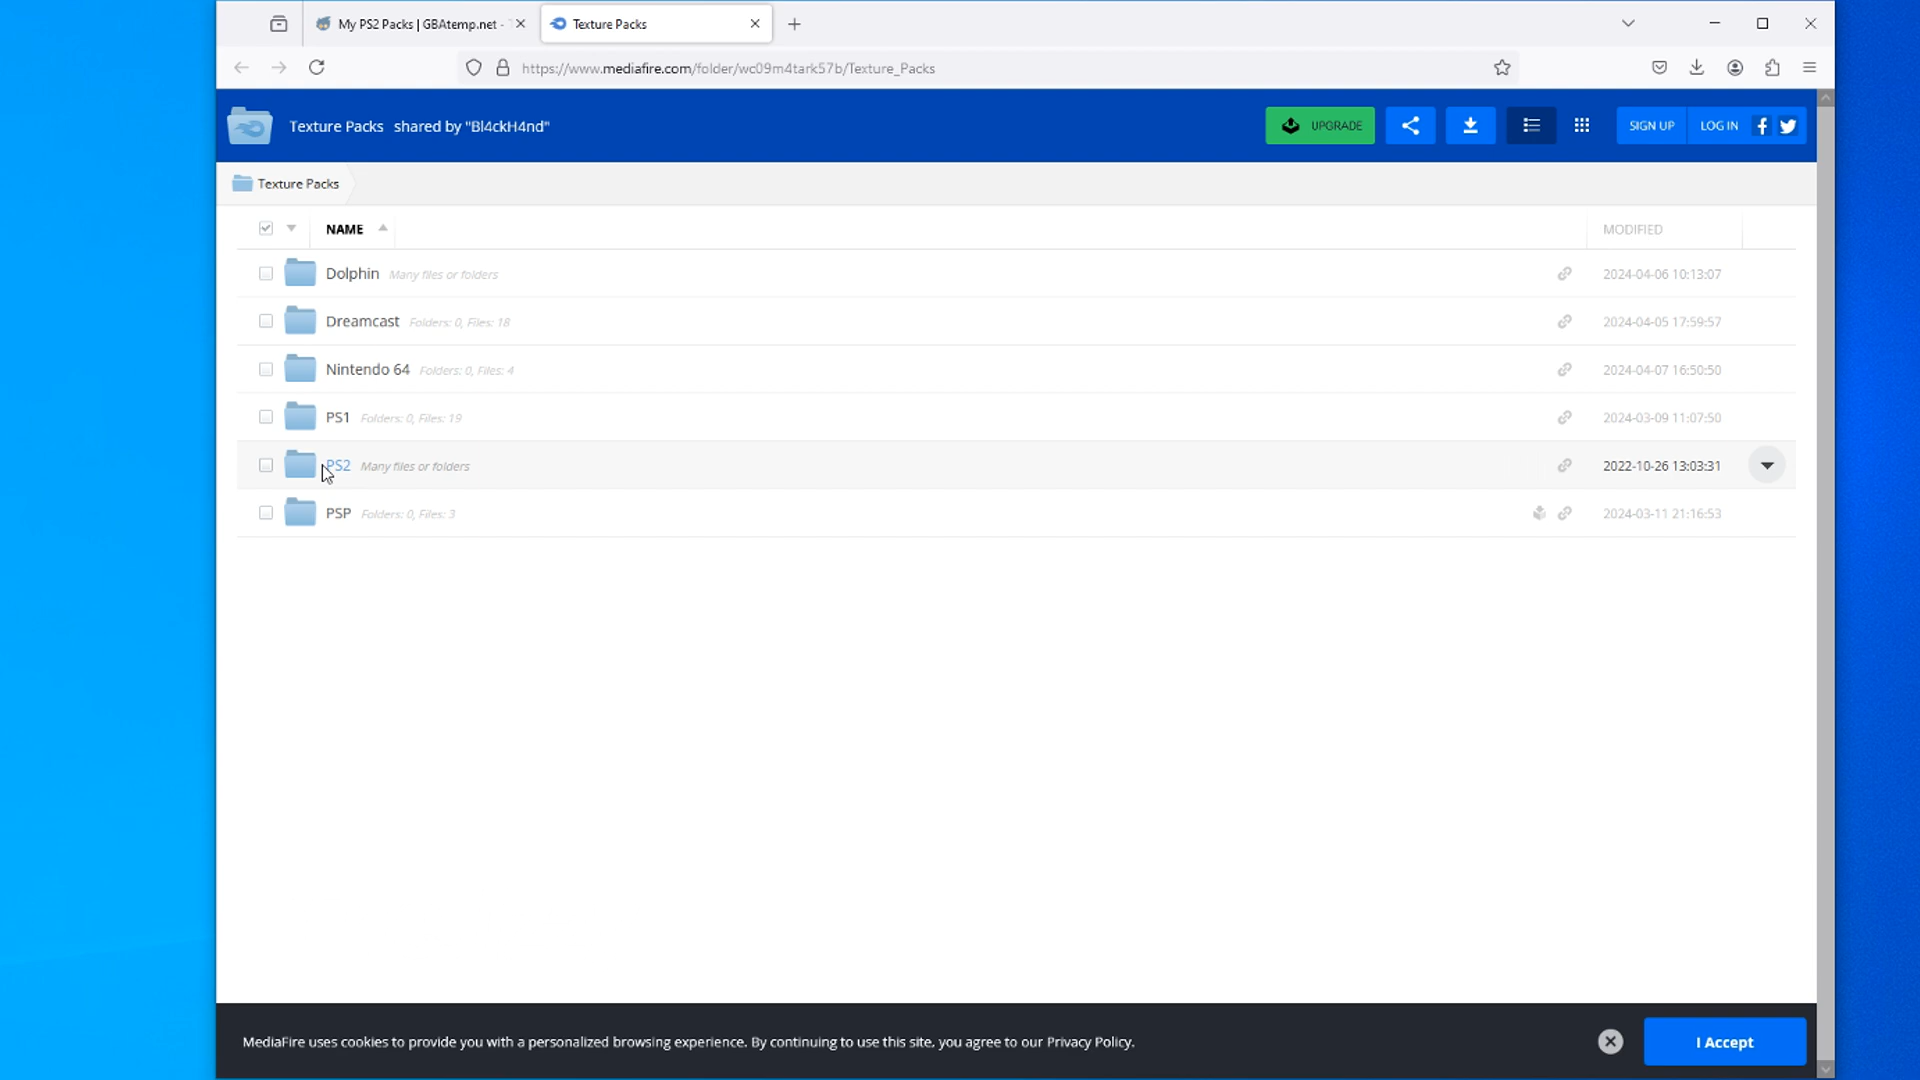 My PS2 Packs | GBAtemp.net -
Texture Packs
https://www.mediafire.com/folder/wc09m4tark57b/Texture_Packs
Texture Packs shared by "Bl4ckH4nd"
UPGRADE
SIGN UP
LOG IN
Texture Packs
NAME
MODIFIED
Dolphin Many files or folders 2024-04-06 10:13:07
Dreamcast Folders: 0, Files: 18 2024-04-05 17:59:57
Nintendo 64 Folders: 0, Files: 4 2024-04-07 16:50:50
PS1 Folders: 0, Files: 19 2024-03-09 11:07:50
PS2 Many files or folders 2022-10-26 13:03:31
PSP Folders: 0, Files: 3 2024-03-11 21:16:53
MediaFire uses cookies to provide you with a personalized browsing experience. By continuing to use this site, you agree to our Privacy Policy.
I Accept